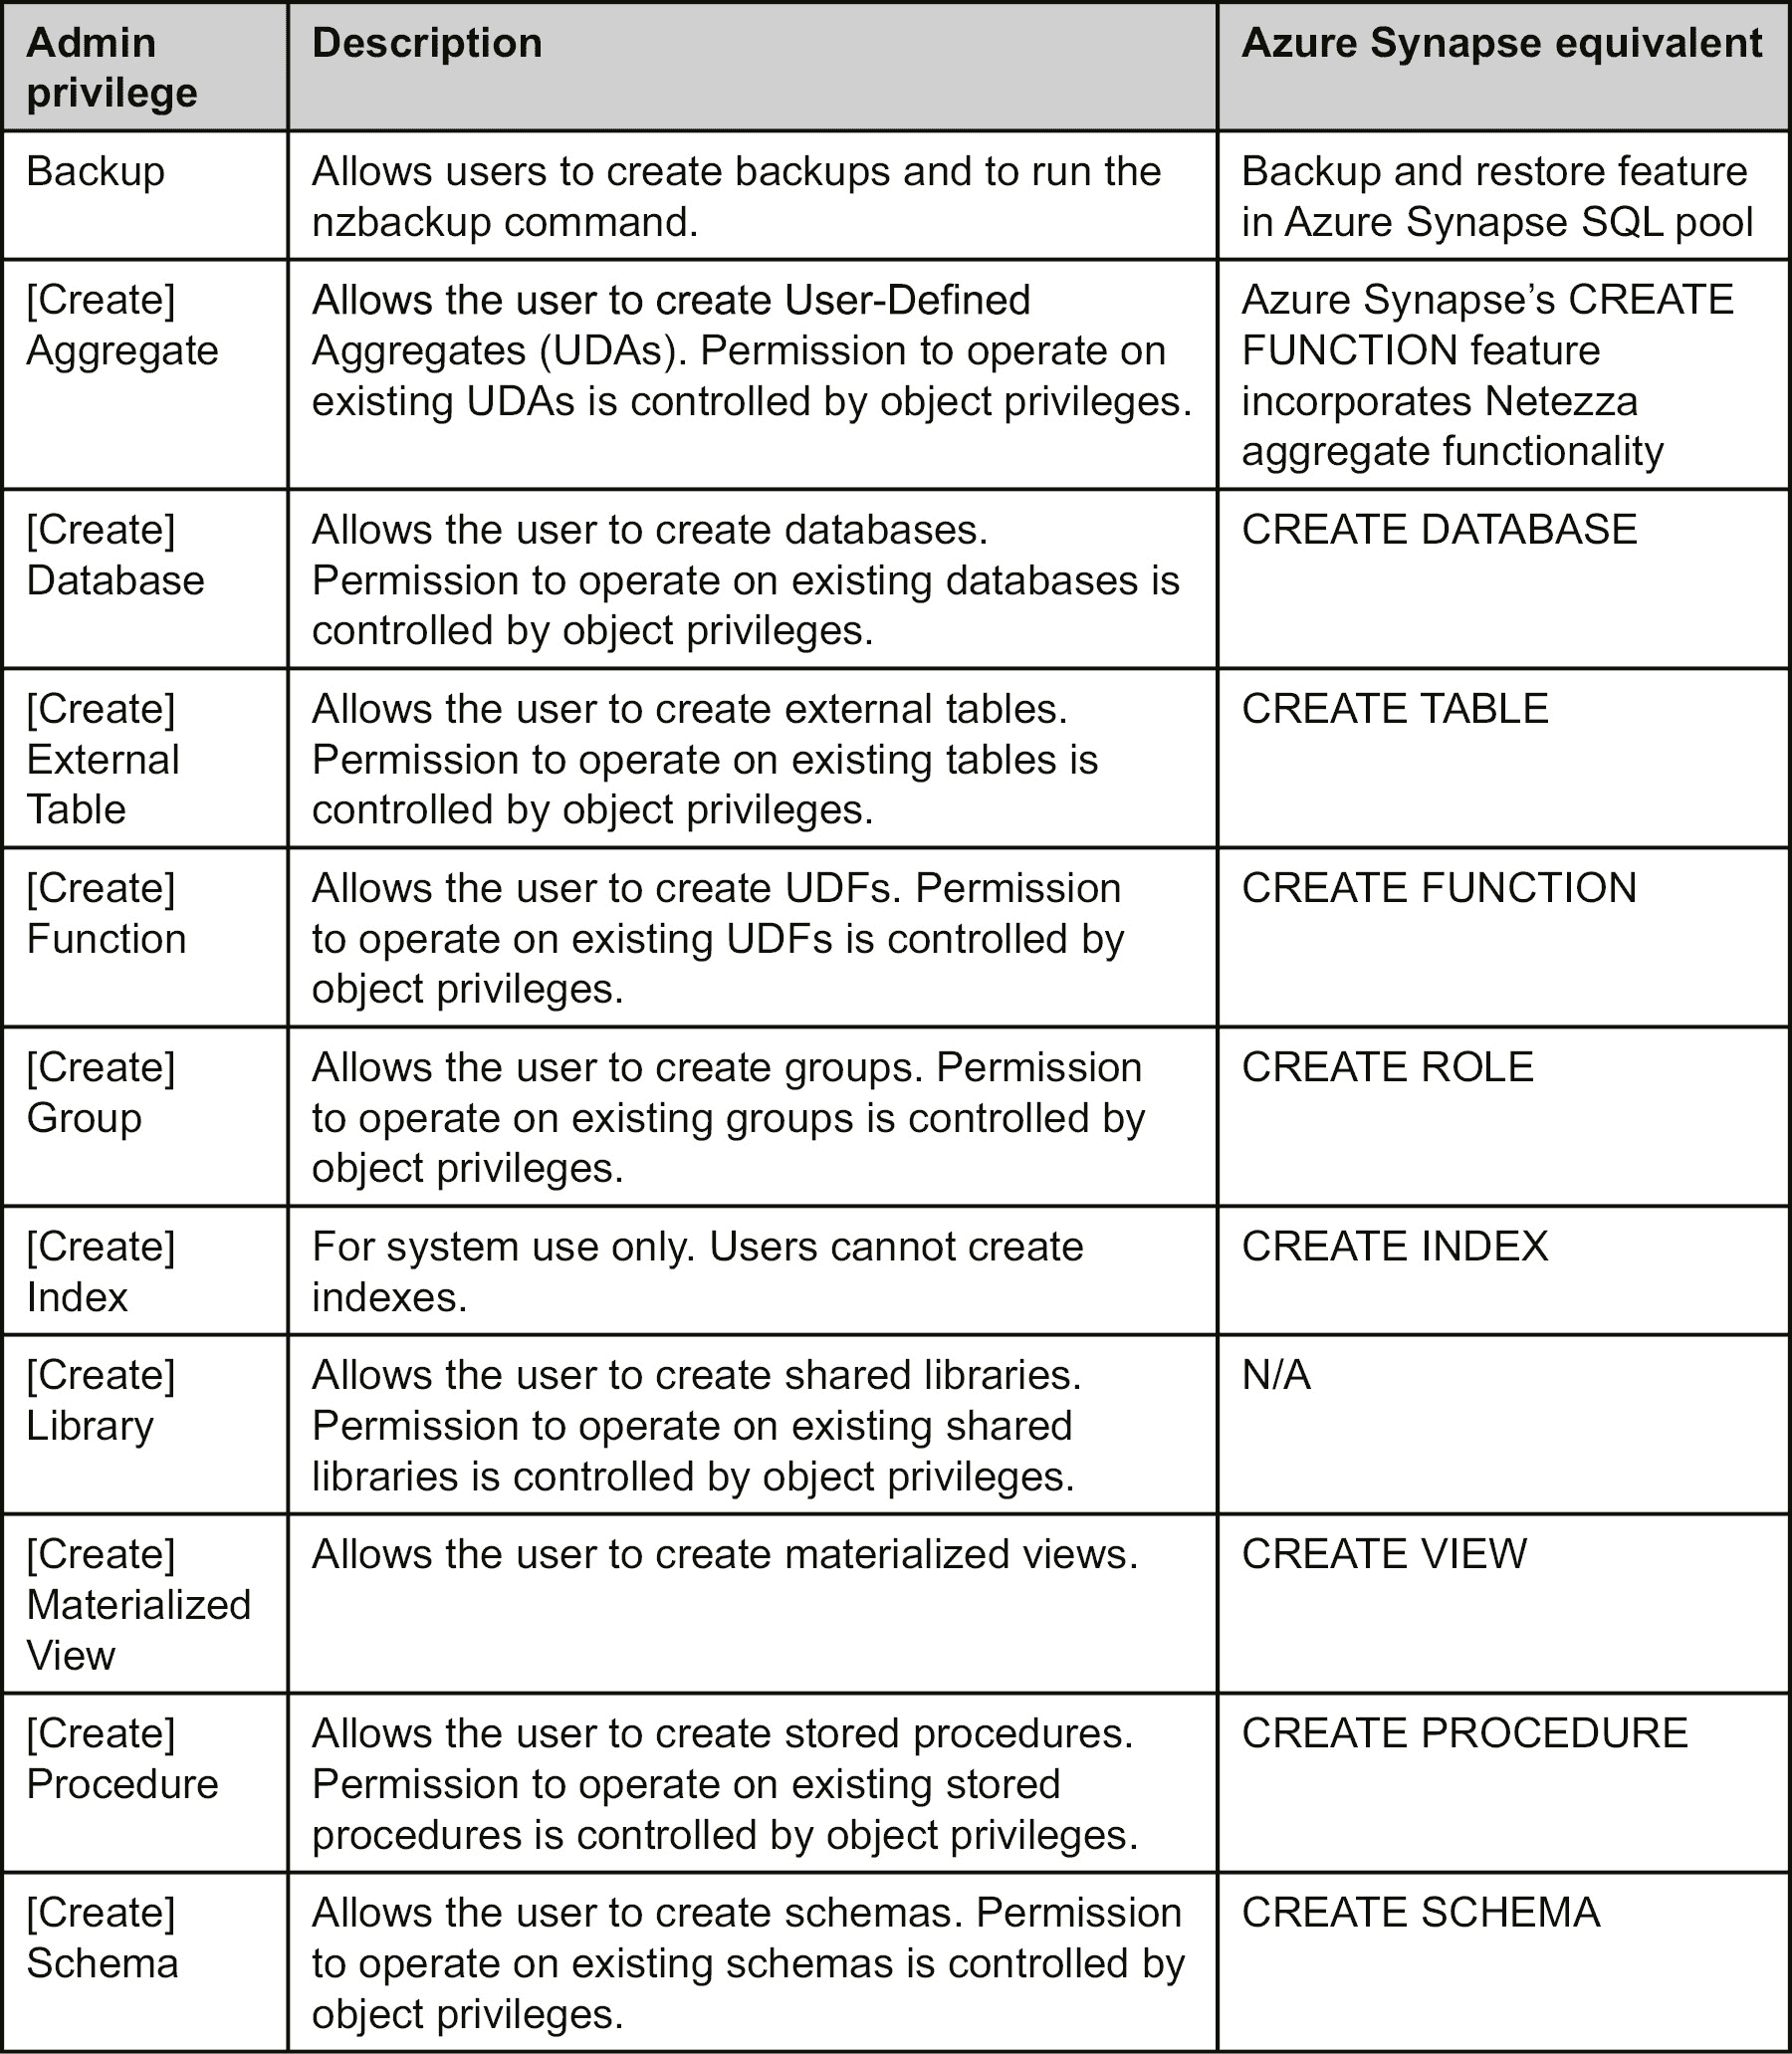 Admin
privilege
Description
Azure Synapse equivalent
Backup
Allows users to create backups and to run the
nzbackup command.
Backup and restore feature
in Azure Synapse SQL pool
[Create]
Aggregate
Allows the user to create User-Defined
Aggregates (UDAs). Permission to operate on
existing UDAs is controlled by object privileges.
Azure Synapse’s CREATE
FUNCTION feature
incorporates Netezza
aggregate functionality
[Create]
Database
Allows the user to create databases.
Permission to operate on existing databases is
controlled by object privileges.
CREATE DATABASE
[Create]
External
Table
Allows the user to create external tables.
Permission to operate on existing tables is
controlled by object privileges.
CREATE TABLE
[Create]
Function
Allows the user to create UDFs. Permission
to operate on existing UDFs is controlled by
object privileges.
CREATE FUNCTION
[Create]
Group
Allows the user to create groups. Permission
to operate on existing groups is controlled by
object privileges.
CREATE ROLE
[Create]
Index
For system use only. Users cannot create
indexes.
CREATE INDEX
[Create]
Library
Allows the user to create shared libraries.
Permission to operate on existing shared
libraries is controlled by object privileges.
N/A
[Create]
Materialized
View
Allows the user to create materialized views.
CREATE VIEW
[Create]
Procedure
Allows the user to create stored procedures.
Permission to operate on existing stored
procedures is controlled by object privileges.
CREATE PROCEDURE
[Create]
Schema
Allows the user to create schemas. Permission
to operate on existing schemas is controlled by
object privileges.
CREATE SCHEMA